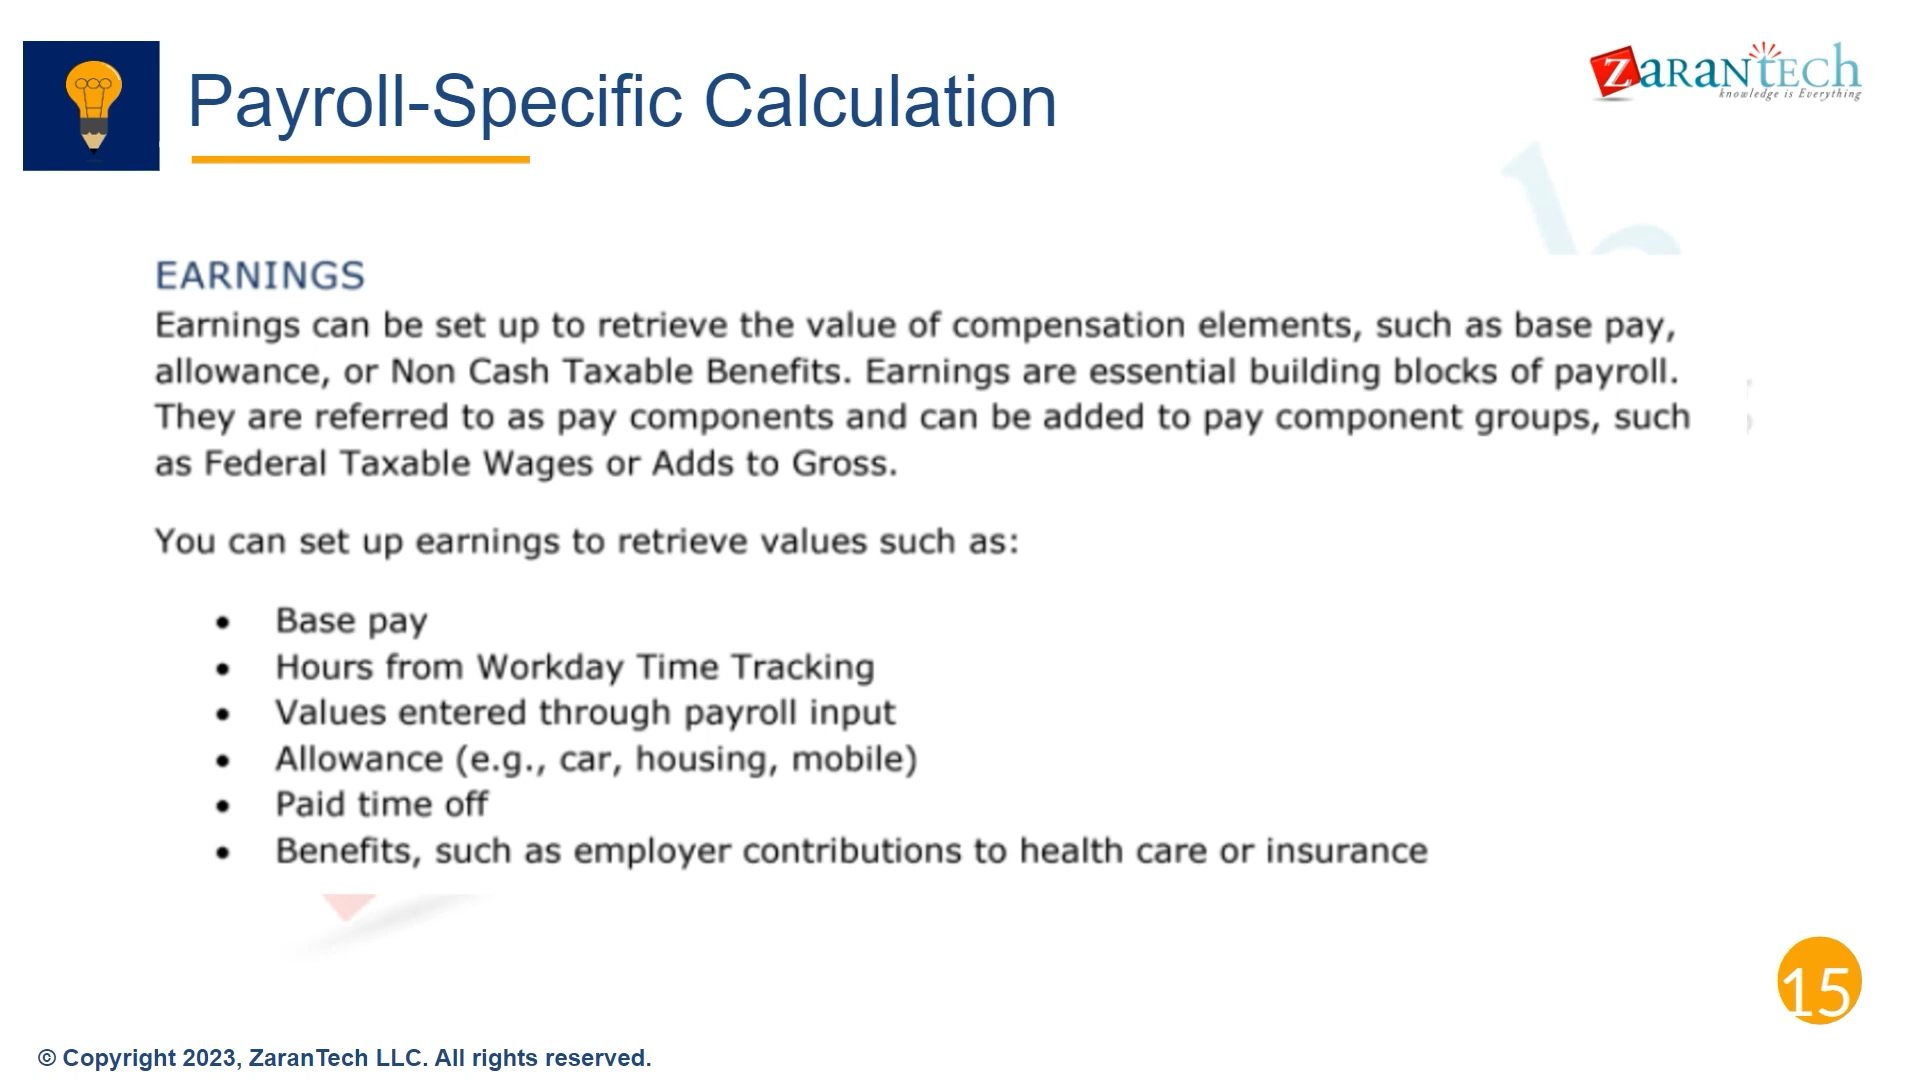 Payroll-Specific Calculation
ZARANTECH
knowledge is Everything
EARNINGS
Earnings can be set up to retrieve the value of compensation elements, such as base pay,
allowance, or Non Cash Taxable Benefits. Earnings are essential building blocks of payroll.
They are referred to as pay components and can be added to pay component groups, such
as Federal Taxable Wages or Adds to Gross.
You can set up earnings to retrieve values such as:
• Base pay
• Hours from Workday Time Tracking
• Values entered through payroll input
• Allowance (e.g., car, housing, mobile)
• Paid time off
• Benefits, such as employer contributions to health care or insurance
15
© Copyright 2023, ZaranTech LLC. All rights reserved.